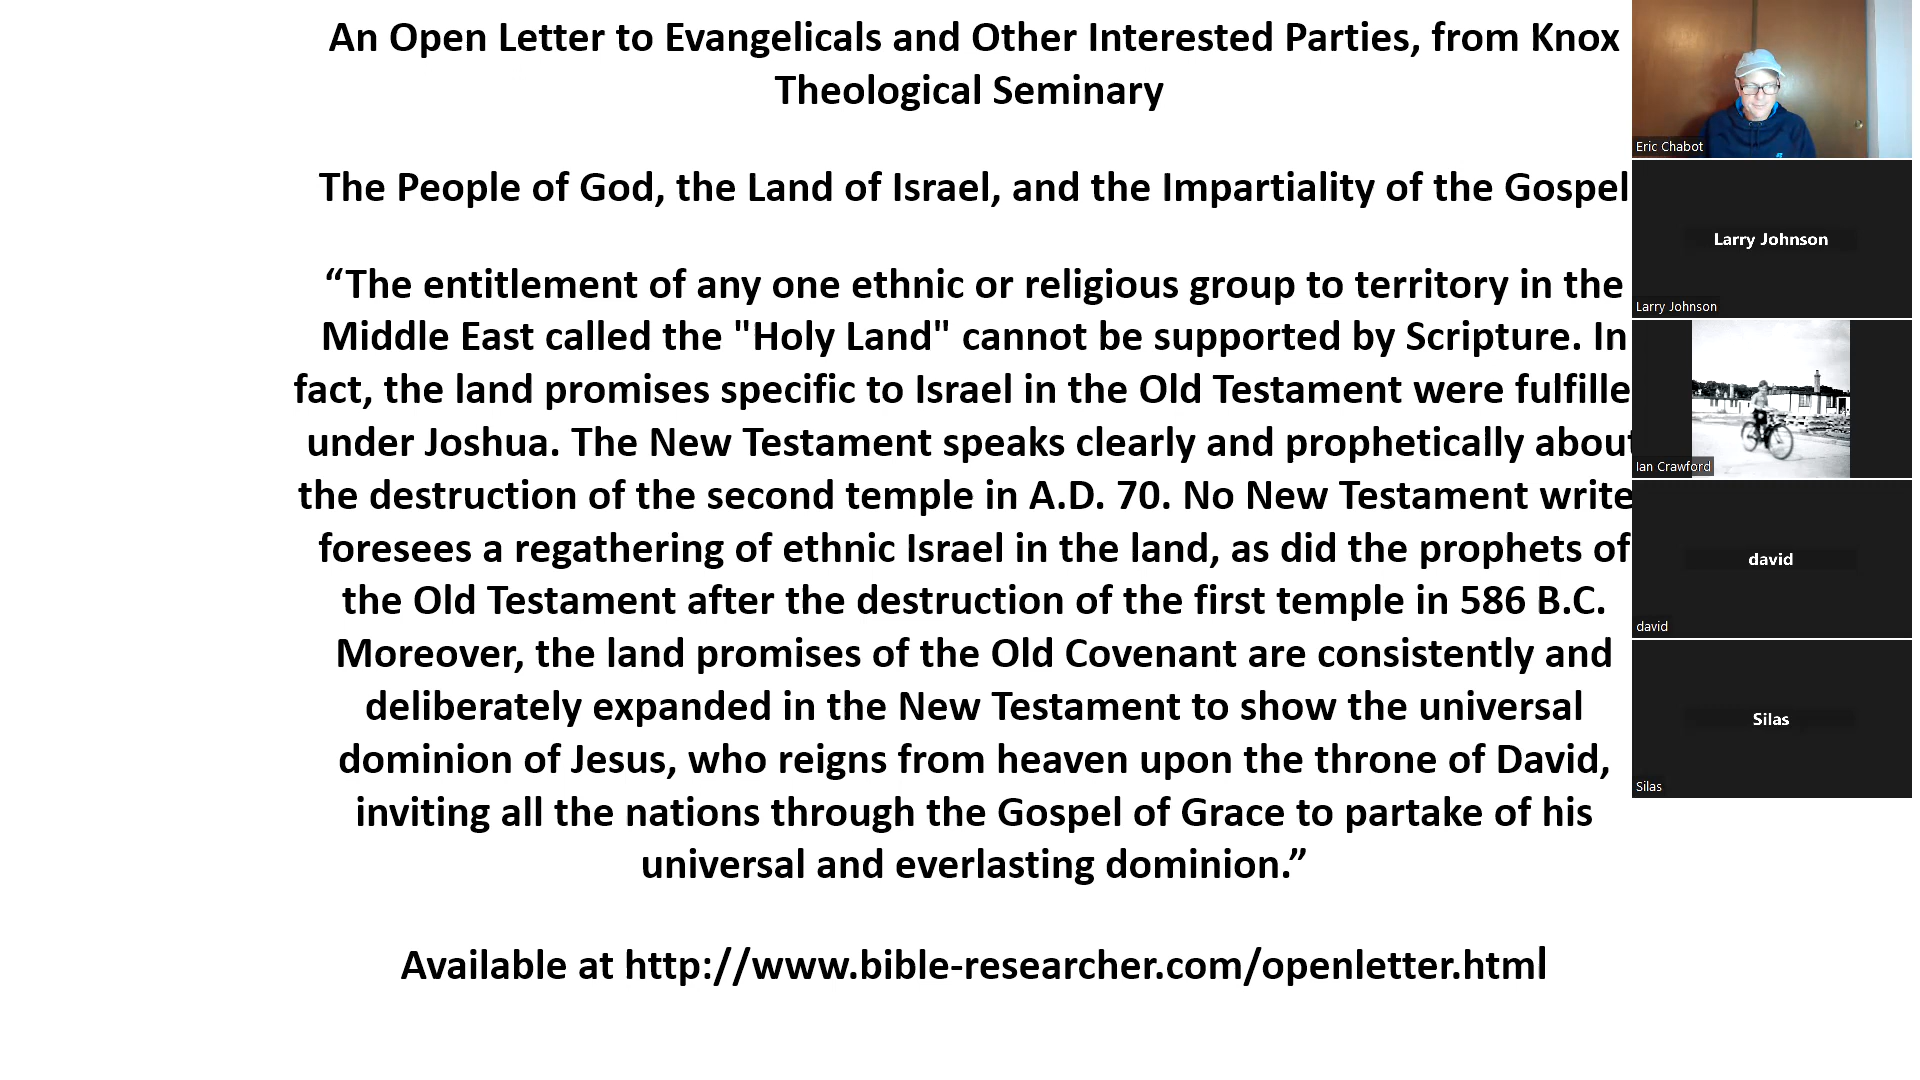 An Open Letter to Evangelicals and Other Interested Parties, from Knox
Theological Seminary
The People of God, the Land of Israel, and the Impartiality of the Gospel
“The entitlement of any one ethnic or religious group to territory in the
Middle East called the "Holy Land" cannot be supported by Scripture. In
fact, the land promises specific to Israel in the Old Testament were fulfille
under Joshua. The New Testament speaks clearly and prophetically about
the destruction of the second temple in A.D. 70. No New Testament write
foresees a regathering of ethnic Israel in the land, as did the prophets of
the Old Testament after the destruction of the first temple in 586 B.C.
Moreover, the land promises of the Old Covenant are consistently and
deliberately expanded in the New Testament to show the universal
dominion of Jesus, who reigns from heaven upon the throne of David,
inviting all the nations through the Gospel of Grace to partake of his
universal and everlasting dominion.”
Available at http://www.bible-researcher.com/openletter.html
Eric Chabot
Larry Johnson
Larry Johnson
Ian Crawford
david
david
Silas
Silas